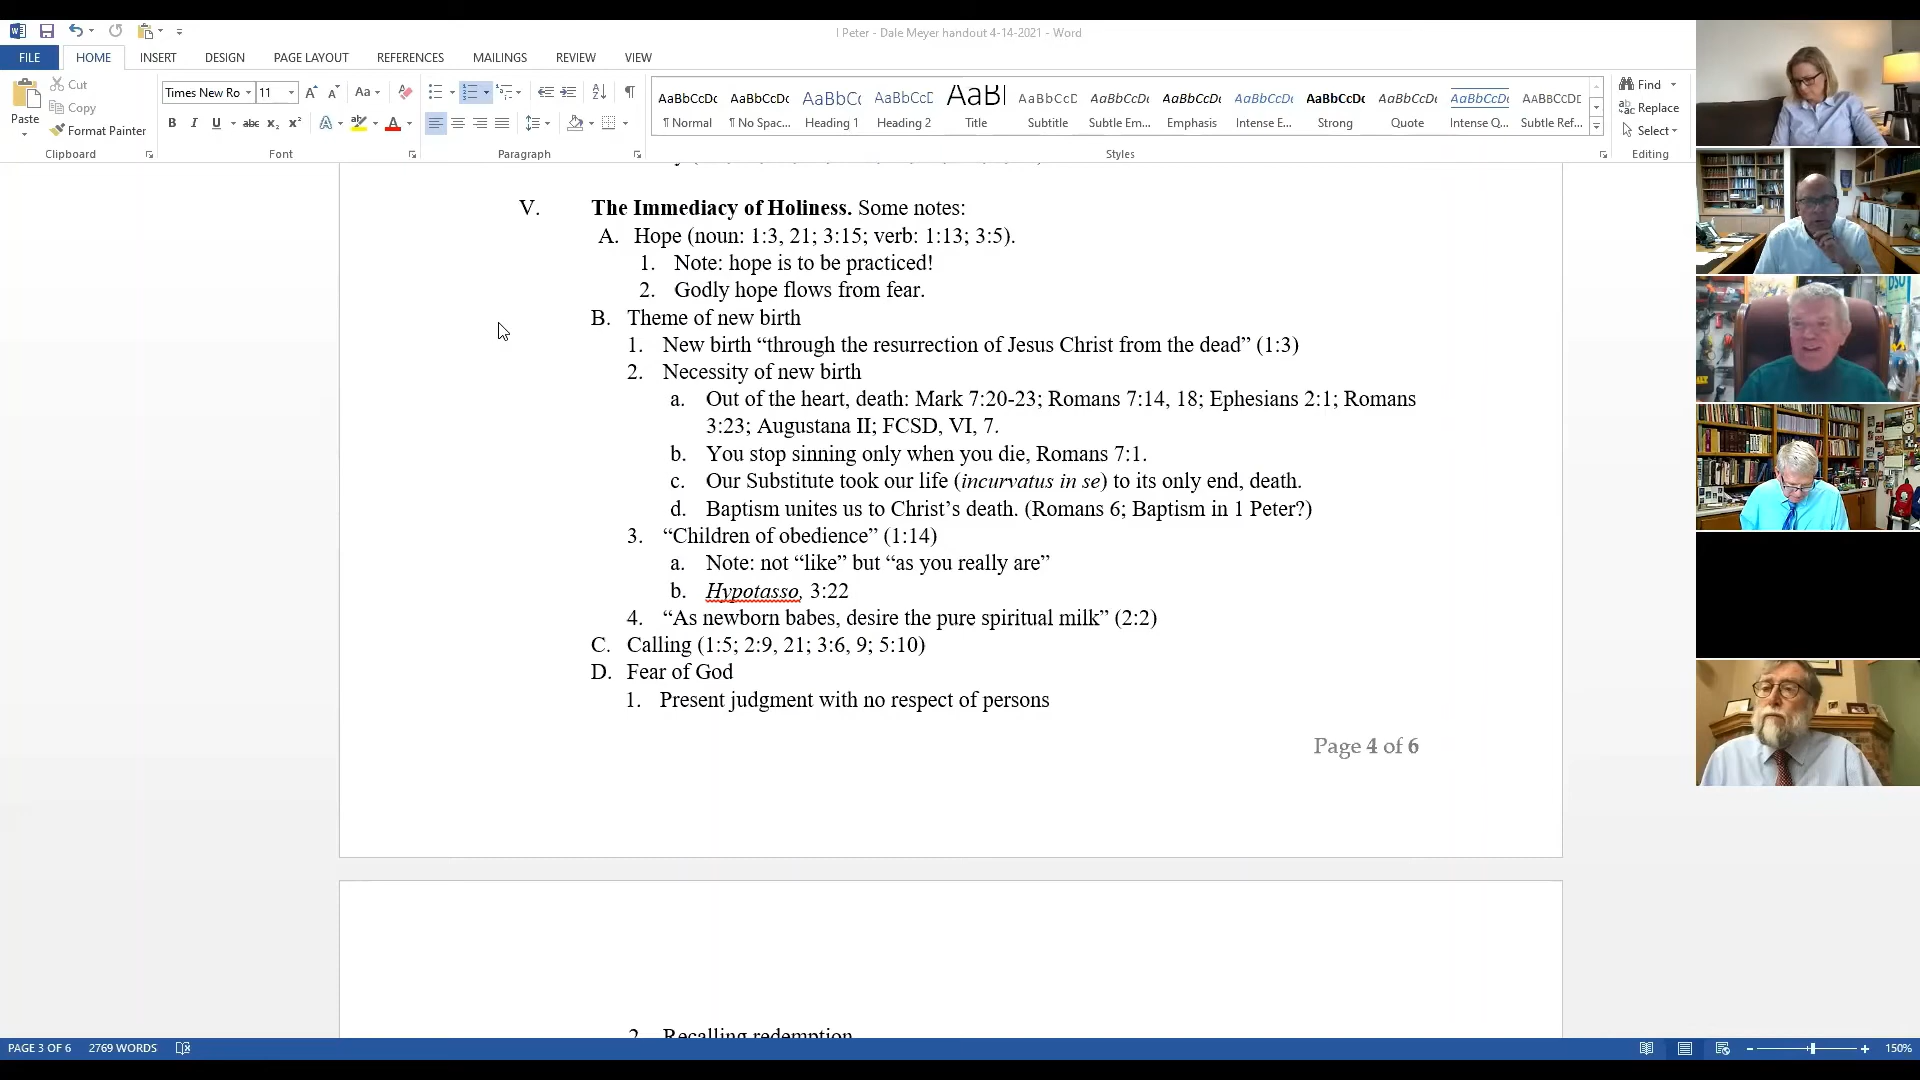 I Peter - Dale Meyer handout 4-14-2021 - Word
FILE HOME INSERT DESIGN PAGE LAYOUT REFERENCES MAILINGS REVIEW VIEW
Paste Cut Copy Format Painter
Times New Ro 11
AaBbCcDc AaBbCcDc AaBbC( AaBbCcD AaB AaBbCcD AaBbCcDı AaBbCcDı AaBbCcDı AaBbCcDc AaBbCcDı AaBbCcDı AaBbCcDd
¶ Normal ¶ No Spac... Heading 1 Heading 2 Title Subtitle Subtle Em... Emphasis Intense E... Strong Quote Intense Q... Subtle Ref...
Find Replace Select
Clipboard Font Paragraph Styles Editing
V. The Immediacy of Holiness. Some notes:
A. Hope (noun: 1:3, 21; 3:15; verb: 1:13; 3:5).
1. Note: hope is to be practiced!
2. Godly hope flows from fear.
B. Theme of new birth
1. New birth “through the resurrection of Jesus Christ from the dead” (1:3)
2. Necessity of new birth
a. Out of the heart, death: Mark 7:20-23; Romans 7:14, 18; Ephesians 2:1; Romans
3:23; Augustana II; FCSD, VI, 7.
b. You stop sinning only when you die, Romans 7:1.
c. Our Substitute took our life (incurvatus in se) to its only end, death.
d. Baptism unites us to Christ’s death. (Romans 6; Baptism in 1 Peter?)
3. “Children of obedience” (1:14)
a. Note: not “like” but “as you really are”
b. Hypotasso, 3:22
4. “As newborn babes, desire the pure spiritual milk” (2:2)
C. Calling (1:5; 2:9, 21; 3:6, 9; 5:10)
D. Fear of God
1. Present judgment with no respect of persons
Page 4 of 6
2. Recalling redemption
PAGE 3 OF 6 2769 WORDS 150%